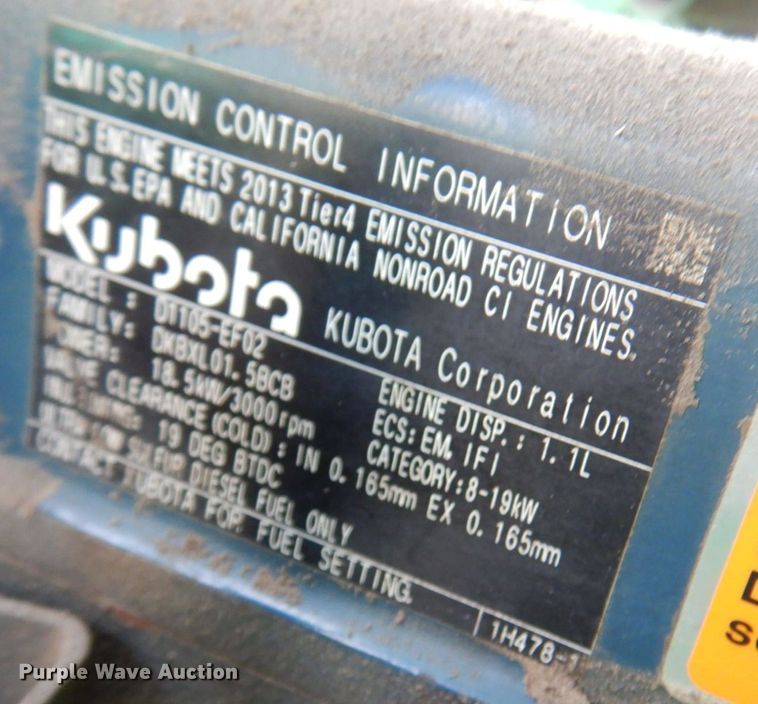 EMISSION CONTROL INFORMATION
THIS ENGINE MEETS 2013 Tier4 EMISSION REGULATIONS
FOR U.S.EPA AND CALIFORNIA NONROAD CI ENGINES.
Kubota KUBOTA Corporation
MODEL : D1105-EF02 ENGINE DISP.: 1.1L
FAMILY: DKBXL01.5BCB ECS:EM.IFI
POWER: 18.5kW/3000rpm CATEGORY:8-19kW
VALVE CLEARANCE(COLD): IN 0.165mm EX 0.165mm
19 DEG BTDC
ULTRA LOW SULFUR DIESEL FUEL ONLY
CONTACT KUBOTA FOR FUEL SETTING.
1H478-1
Purple Wave Auction